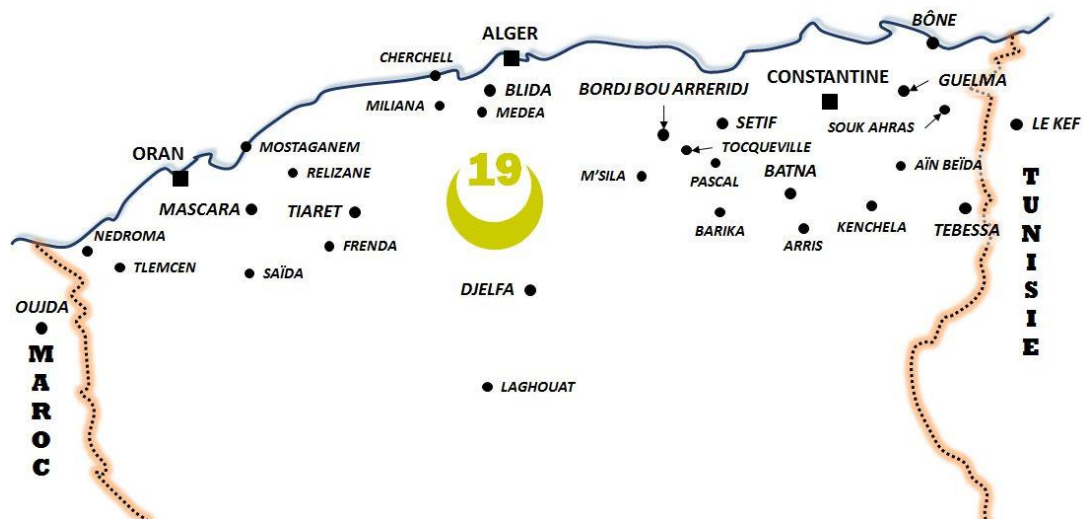 BÔNE
ALGER
CHERCHELL
CONSTANTINE
GUELMA
BORDJ BOU ARRERIDJ
BLIDA
MILIANA
MEDEA
SETIF
SOUK AHRAS
LE KEF
MOSTAGANEM
TOCQUEVILLE
ORAN
RELIZANE
19
M'SILA
PASCAL
BATNA
AÏN BEÏDA
MASCARA
TIARET
BARIKA
KENCHELA
TEBESSA
NEDROMA
FRENDA
ARRIS
TLEMCEN
SAÏDA
DJELFA
OUJDA
TUNISIE
MAROC
LAGHOUAT